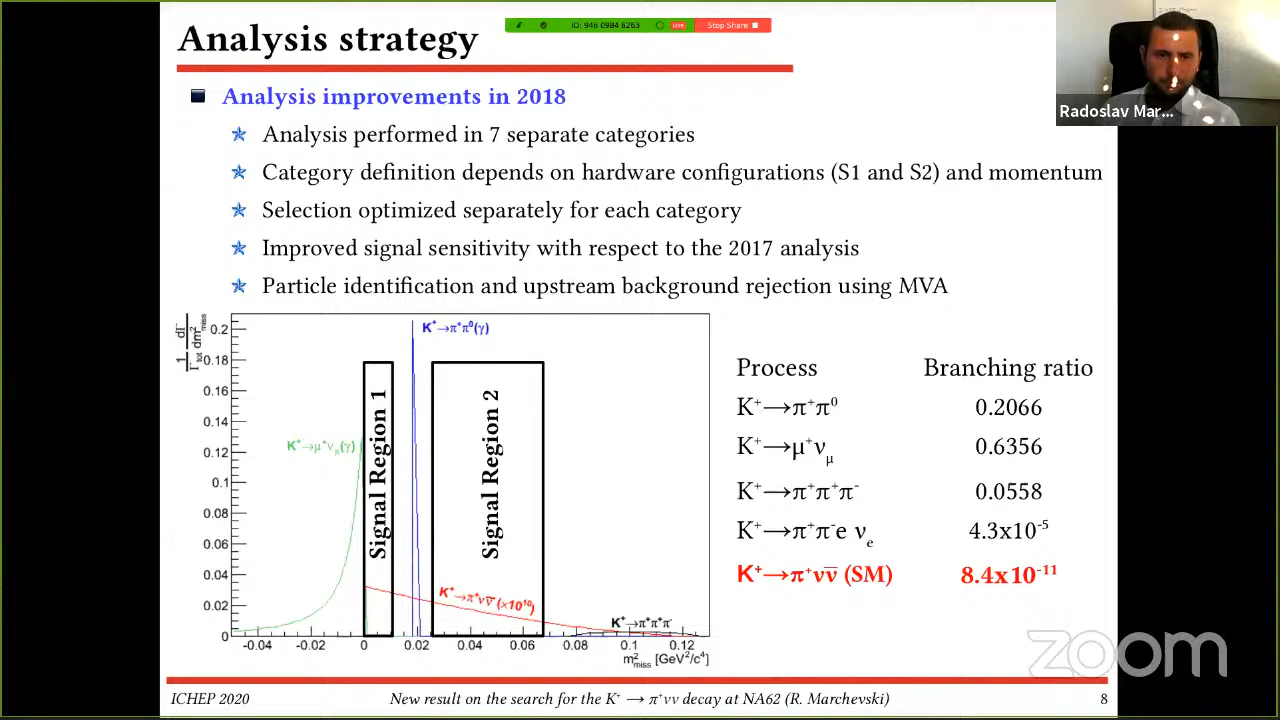 Analysis strategy
ID: 946 0984 6263
LIVE
Stop Share
Radoslav Mar...
Analysis improvements in 2018
Analysis performed in 7 separate categories
Category definition depends on hardware configurations (S1 and S2) and momentum
Selection optimized separately for each category
Improved signal sensitivity with respect to the 2017 analysis
Particle identification and upstream background rejection using MVA
1/Γtot dΓ/dm²miss
0.2
0.18
0.16
0.14
0.12
0.1
0.08
0.06
0.04
0.02
0
K⁺→π⁺π⁰(γ)
K⁺→μ⁺νμ(γ)
Signal Region 1
Signal Region 2
K⁺→π⁺νν̅ (×10¹⁰)
K⁺→π⁺π⁺π⁻
-0.04 -0.02 0 0.02 0.04 0.06 0.08 0.1 0.12
m²miss [GeV²/c⁴]
Process Branching ratio
K⁺→π⁺π⁰ 0.2066
K⁺→μ⁺νμ 0.6356
K⁺→π⁺π⁺π⁻ 0.0558
K⁺→π⁺π⁻e νe 4.3x10⁻⁵
K⁺→π⁺νν̅ (SM) 8.4x10⁻¹¹
zoom
ICHEP 2020 New result on the search for the K⁺ → π⁺νν decay at NA62 (R. Marchevski) 8